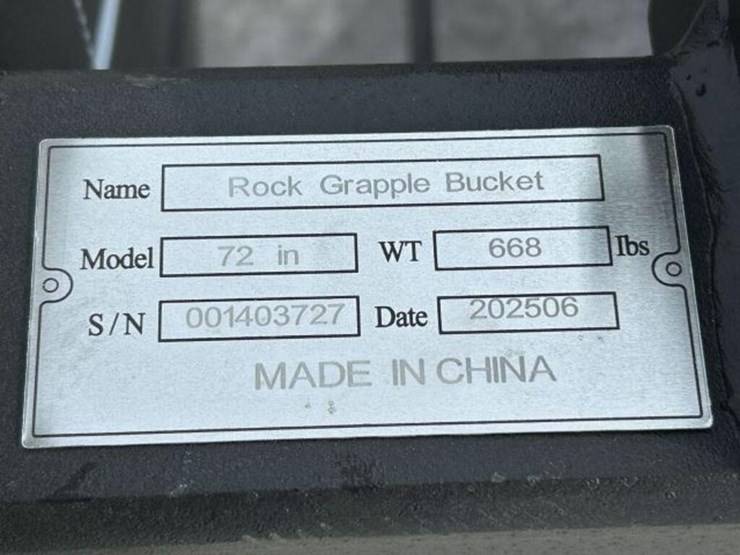 Name Rock Grapple Bucket
Model 72 in WT 668 lbs
S/N 001403727 Date 202506
MADE IN CHINA